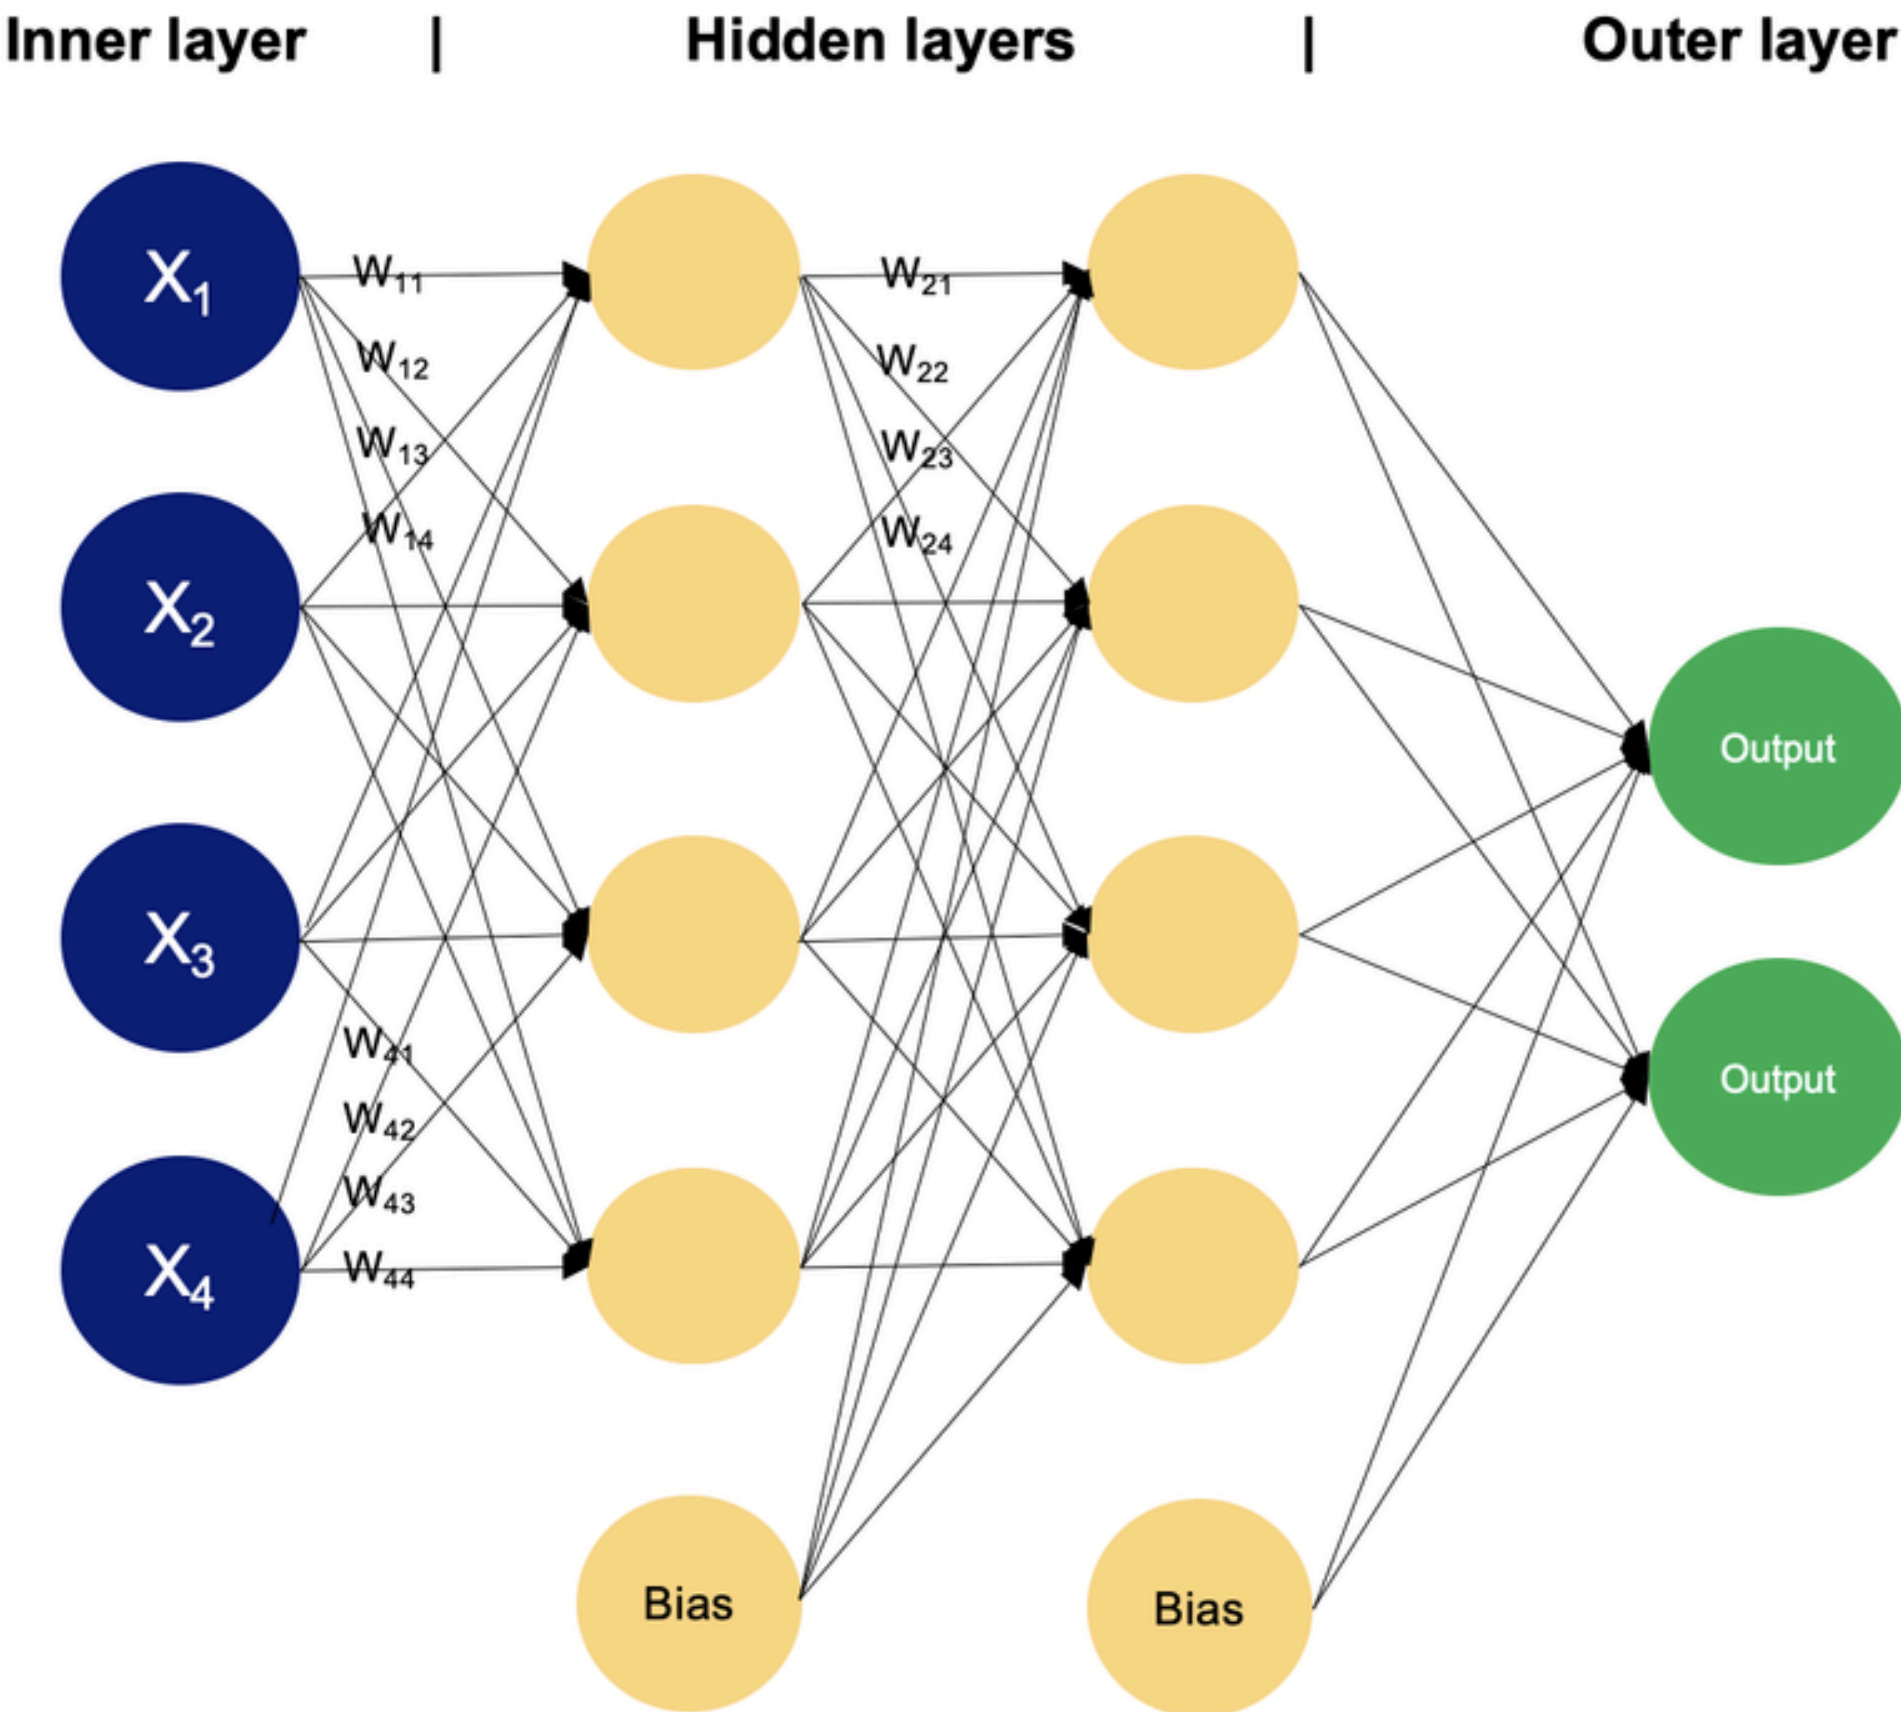 Inner layer | Hidden layers | Outer layer
X₁
W₁₁
W₁₂
W₁₃
W₁₄
W₂₁
W₂₂
W₂₃
W₂₄
X₂
X₃
W₄₁
W₄₂
W₄₃
W₄₄
X₄
Output
Output
Bias
Bias